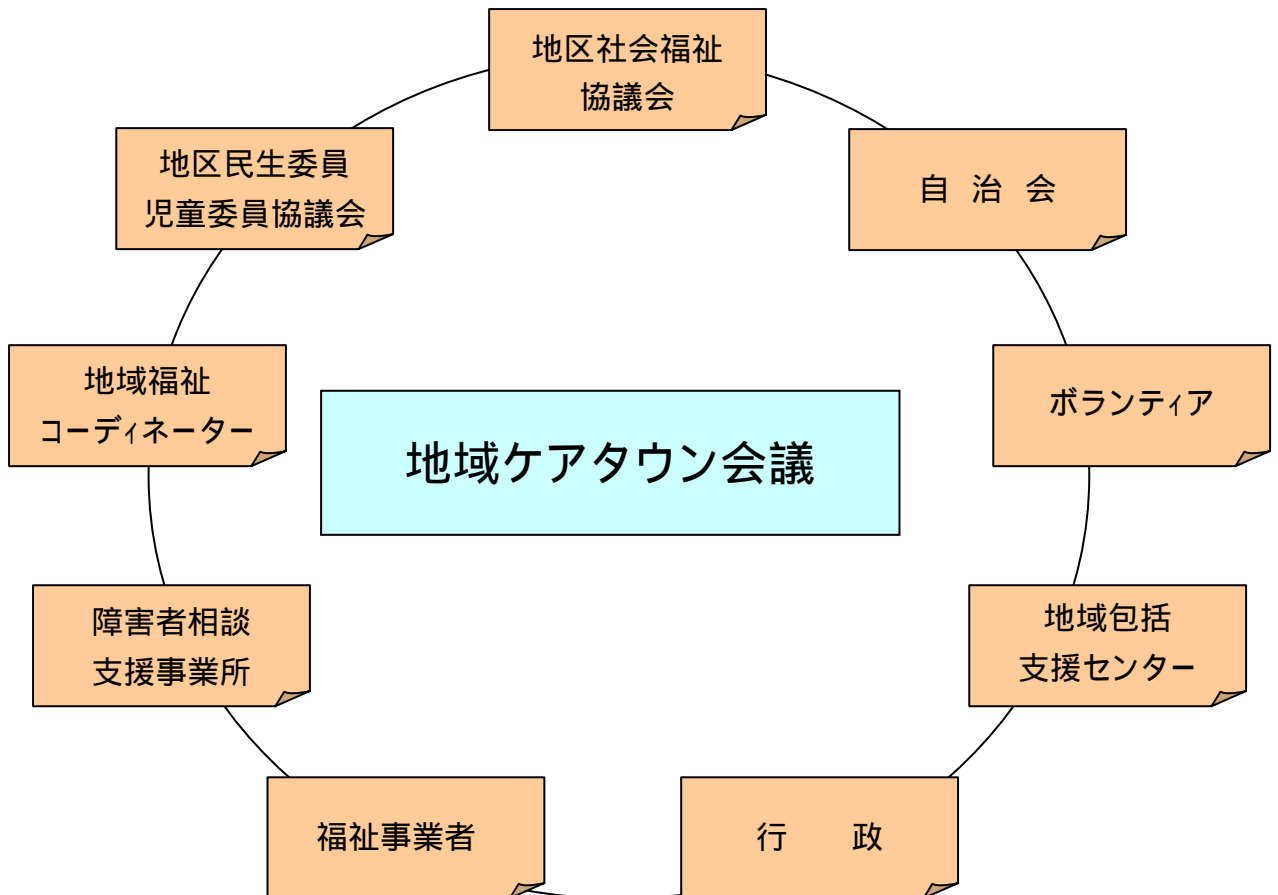 地区社会福祉
協議会
地区民生委員
児童委員協議会
自 治 会
地域福祉
コーディネーター
ボランティア
地域ケアタウン会議
障害者相談
支援事業所
地域包括
支援センター
福祉事業者
行 政